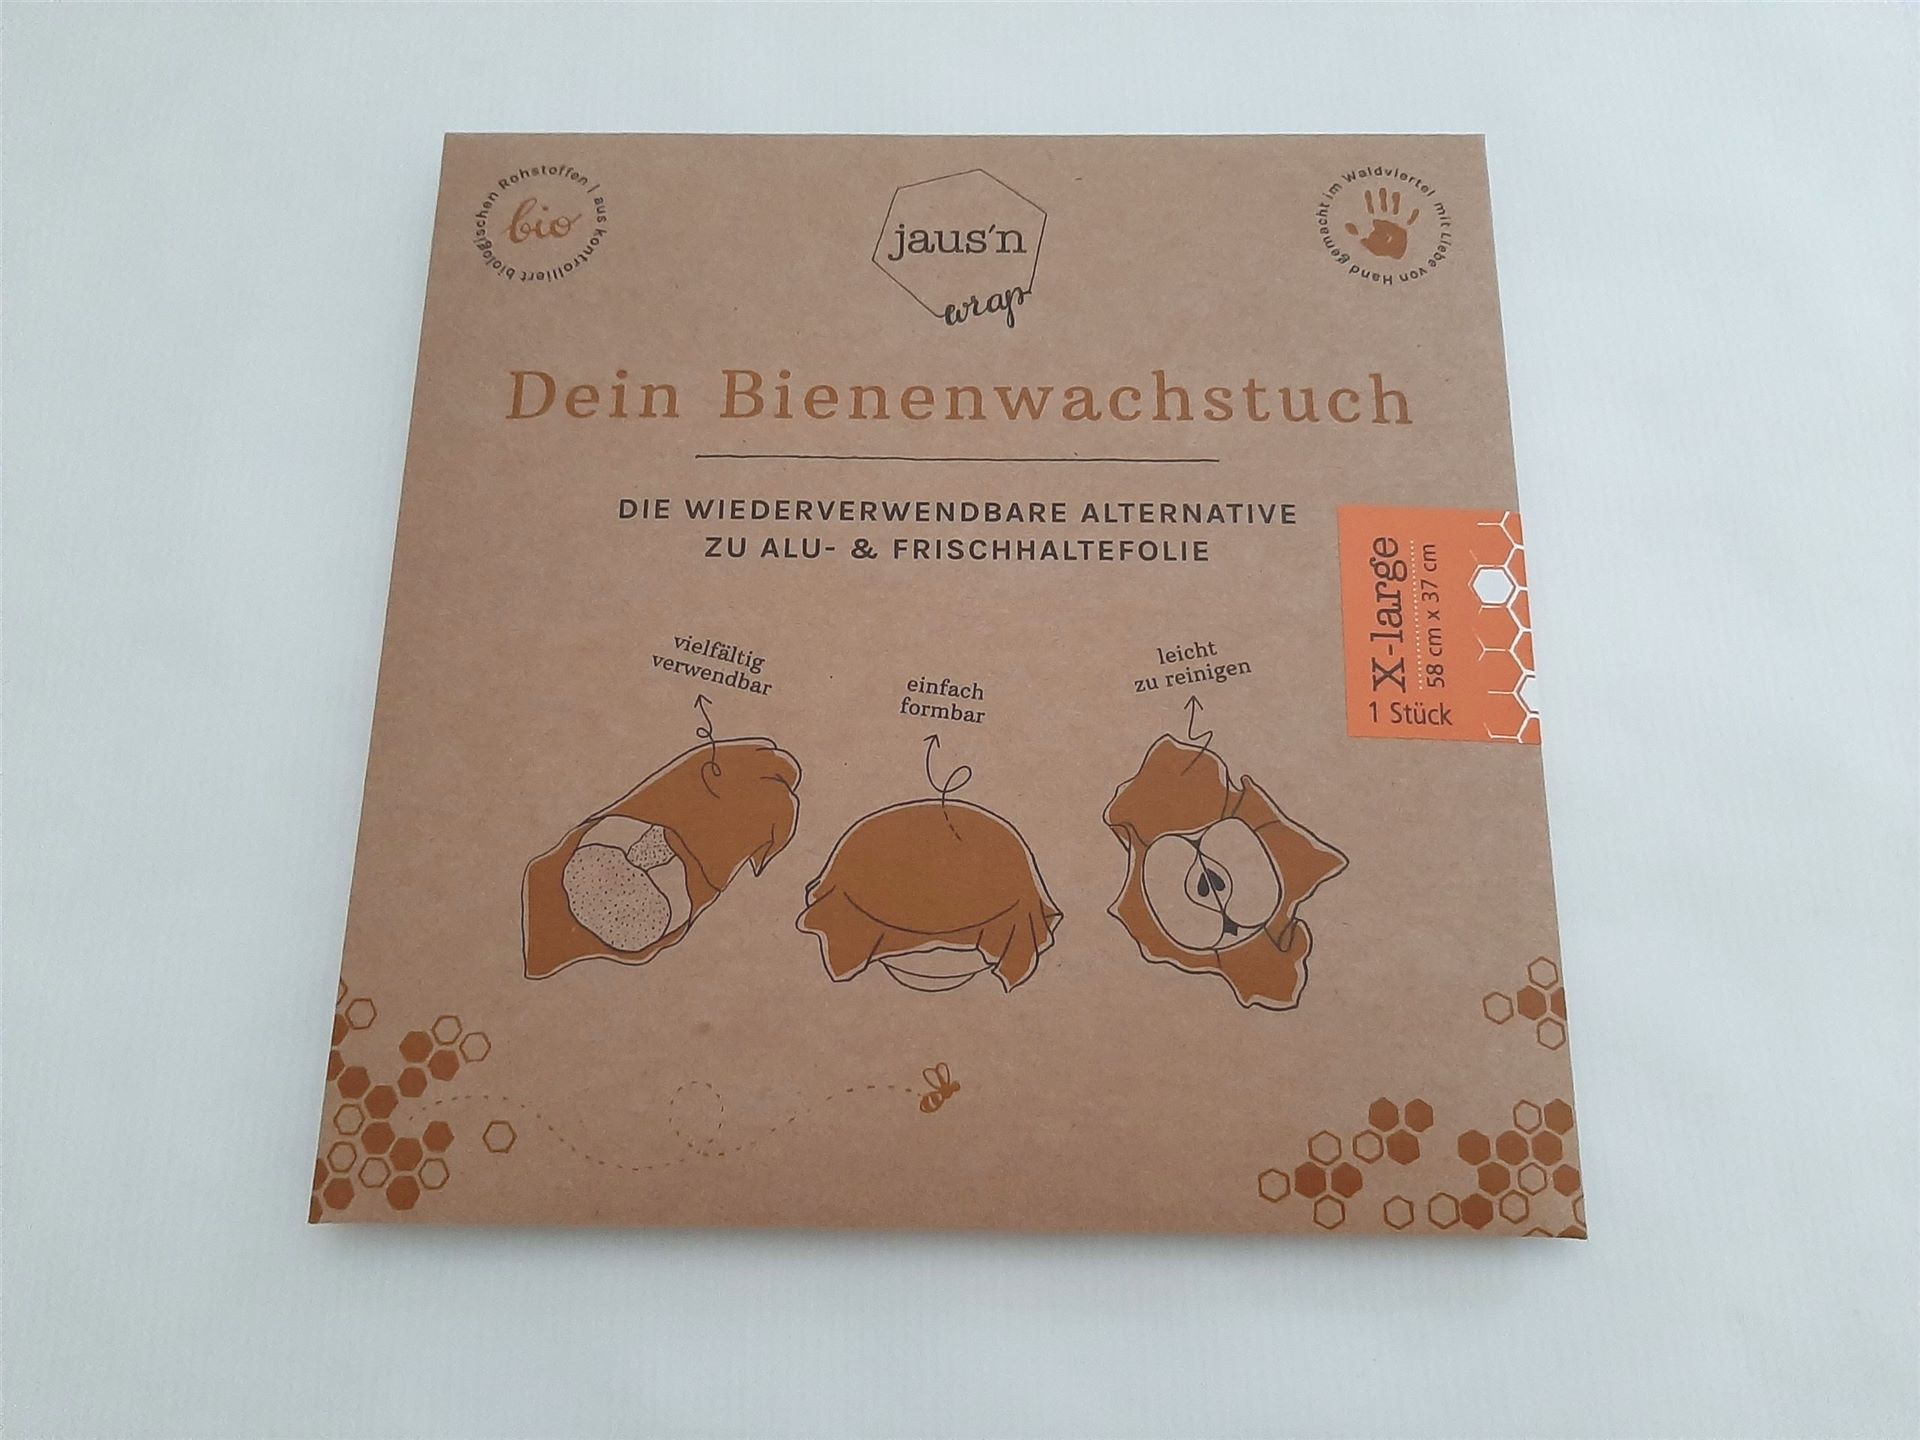 aus kontrolliert biologischen Rohstoffen |
bio
jaus'n
wrap
mit Liebe von Hand gemacht im Waldviertel
Dein Bienenwachstuch
DIE WIEDERVERWENDBARE ALTERNATIVE
ZU ALU- & FRISCHHALTEFOLIE
X-large
58 cm x 37 cm
1 Stück
vielfältig
verwendbar
einfach
formbar
leicht
zu reinigen